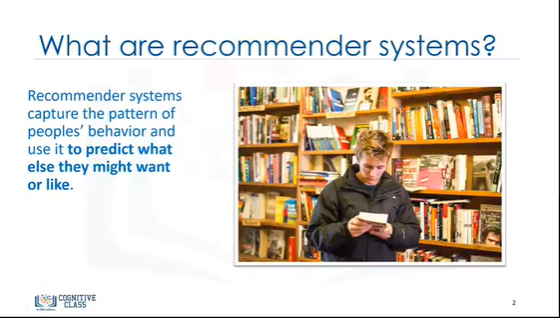 What are recommender systems?
Recommender systems
capture the pattern of
peoples' behavior and
use it to predict what
else they might want
or like.
COGNITIVE
CLASS
2